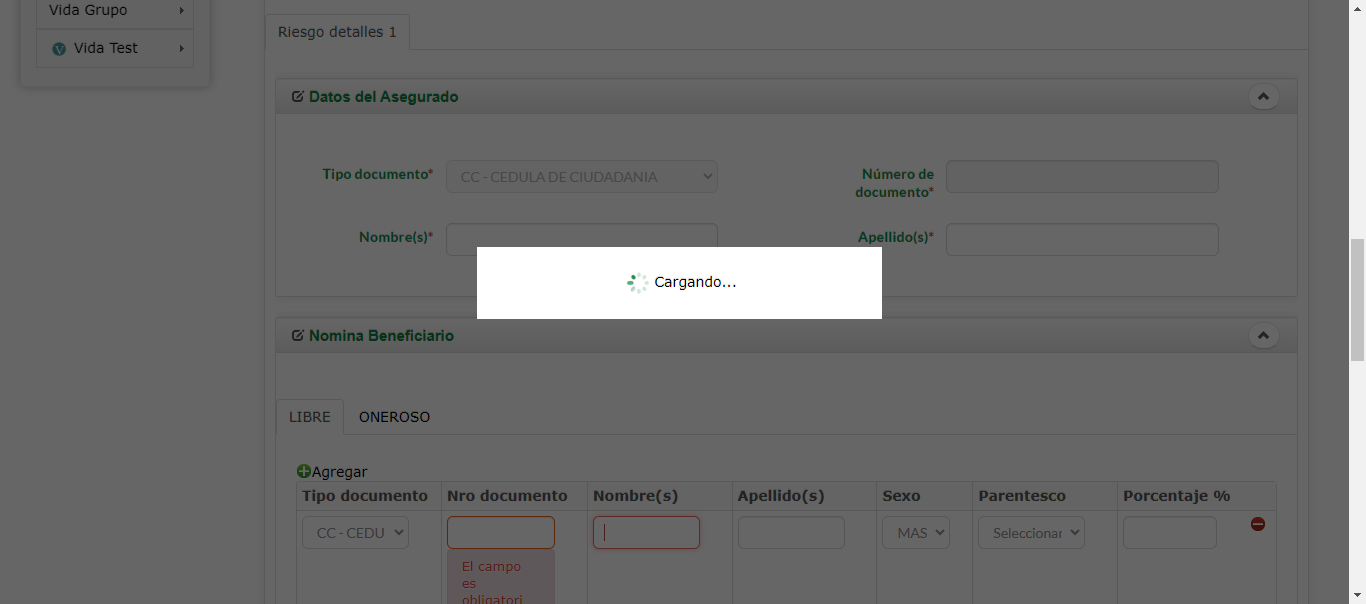 Vida Grupo
Vida Test
Riesgo detalles 1
Datos del Asegurado
Tipo documento*
CC - CEDULA DE CIUDADANIA
Número de
documento*
Nombre(s)*
Apellido(s)*
Cargando...
Nomina Beneficiario
LIBRE ONEROSO
Agregar
Tipo documento Nro documento Nombre(s) Apellido(s) Sexo Parentesco Porcentaje %
CC - CEDU MAS Seleccionar
El campo
es
obligatori